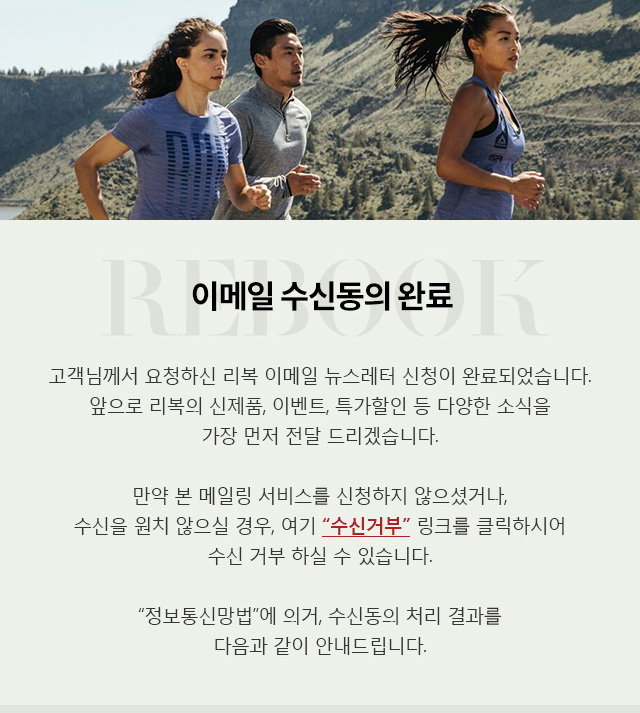 REBOOK
이메일 수신동의 완료
고객님께서 요청하신 리복 이메일 뉴스레터 신청이 완료되었습니다.
앞으로 리복의 신제품, 이벤트, 특가할인 등 다양한 소식을
가장 먼저 전달 드리겠습니다.
만약 본 메일링 서비스를 신청하지 않으셨거나,
수신을 원치 않으실 경우, 여기 “수신거부” 링크를 클릭하시어
수신 거부 하실 수 있습니다.
“정보통신망법”에 의거, 수신동의 처리 결과를
다음과 같이 안내드립니다.